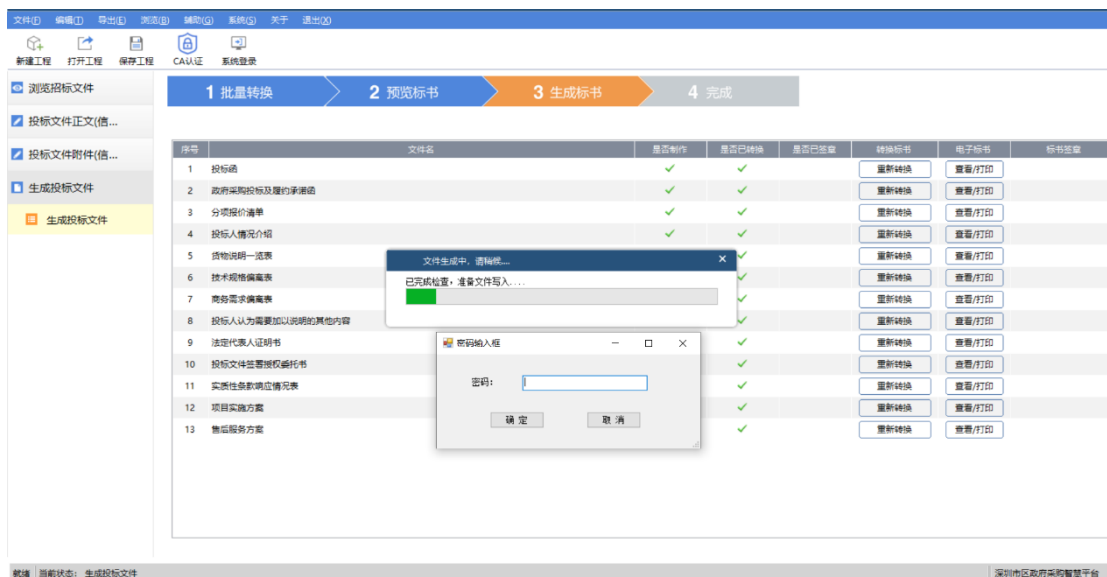 文件(F) 编辑(T) 导出(E) 浏览(B) 辅助(G) 系统(S) 关于 退出(X)
新建工程 打开工程 保存工程 CA认证 系统登录
浏览招标文件
投标文件正文(信...
投标文件附件(信...
生成投标文件
生成投标文件
1 批量转换 2 预览标书 3 生成标书 4 完成
序号 文件名 是否制作 是否已转换 是否已签章 转换标书 电子标书 标书签章
1 投标函 重新转换 查看/打印
2 政府采购投标及履约承诺函 重新转换 查看/打印
3 分项报价清单 重新转换 查看/打印
4 投标人情况介绍 重新转换 查看/打印
5 货物说明一览表 重新转换 查看/打印
6 技术规格偏离表 重新转换 查看/打印
7 商务需求偏离表 重新转换 查看/打印
8 投标人认为需要加以说明的其他内容 重新转换 查看/打印
9 法定代表人证明书 重新转换 查看/打印
10 投标文件签署授权委托书 重新转换 查看/打印
11 实质性条款响应情况表 重新转换 查看/打印
12 项目实施方案 重新转换 查看/打印
13 售后服务方案 重新转换 查看/打印
文件生成中，请稍候....
已完成检查，准备文件写入....
密码输入框
密码：
确 定 取 消
就绪 当前状态： 生成投标文件 深圳市区政府采购智慧平台